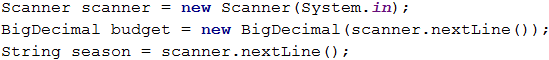 Scanner scanner = new Scanner(System.in);
BigDecimal budget = new BigDecimal(scanner.nextLine());
String season = scanner.nextLine();